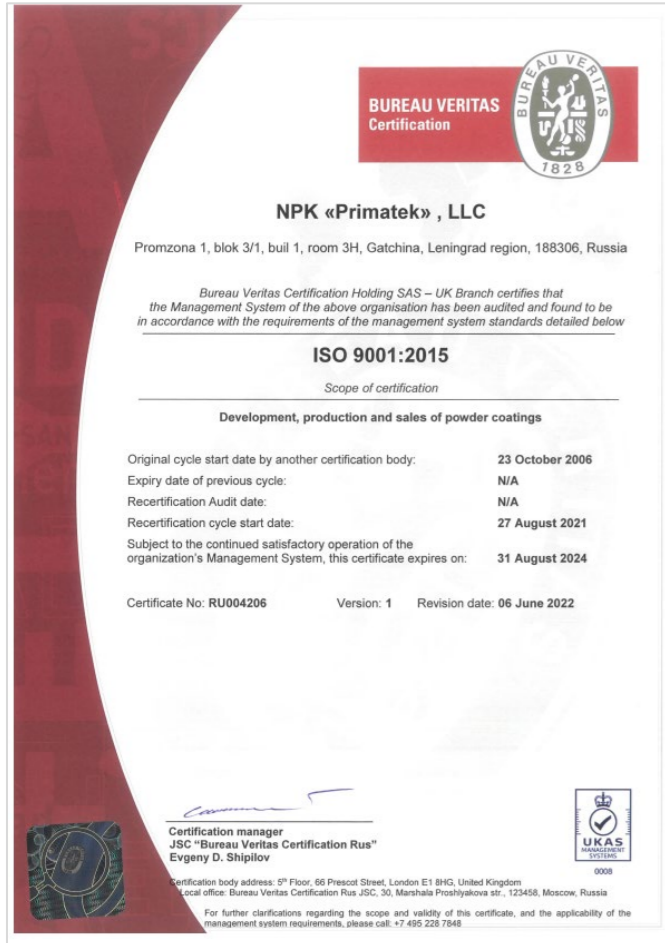 BUREAU VERITAS
Certification
BUREAU VERITAS
1828
NPK «Primatek» , LLC
Promzona 1, blok 3/1, buil 1, room 3H, Gatchina, Leningrad region, 188306, Russia
Bureau Veritas Certification Holding SAS – UK Branch certifies that
the Management System of the above organisation has been audited and found to be
in accordance with the requirements of the management system standards detailed below
ISO 9001:2015
Scope of certification
Development, production and sales of powder coatings
Original cycle start date by another certification body: 23 October 2006
Expiry date of previous cycle: N/A
Recertification Audit date: N/A
Recertification cycle start date: 27 August 2021
Subject to the continued satisfactory operation of the
organization's Management System, this certificate expires on: 31 August 2024
Certificate No: RU004206 Version: 1 Revision date: 06 June 2022
Certification manager
JSC "Bureau Veritas Certification Rus"
Evgeny D. Shipilov
UKAS
MANAGEMENT
SYSTEMS
0008
Certification body address: 5th Floor, 66 Prescot Street, London E1 8HG, United Kingdom
Local office: Bureau Veritas Certification Rus JSC, 30, Marshala Proshlyakova str., 123458, Moscow, Russia
For further clarifications regarding the scope and validity of this certificate, and the applicability of the
management system requirements, please call: +7 495 228 7848